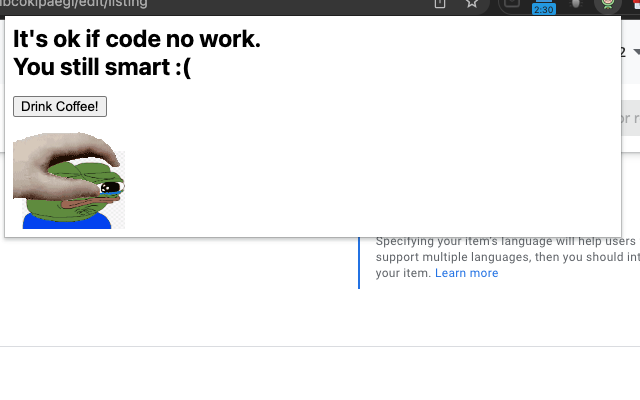 bcokipaegl/edit/listing
2:30
It's ok if code no work.
You still smart :(
2
Drink Coffee!
or r
Specifying your item's language will help users
support multiple languages, then you should int
your item. Learn more